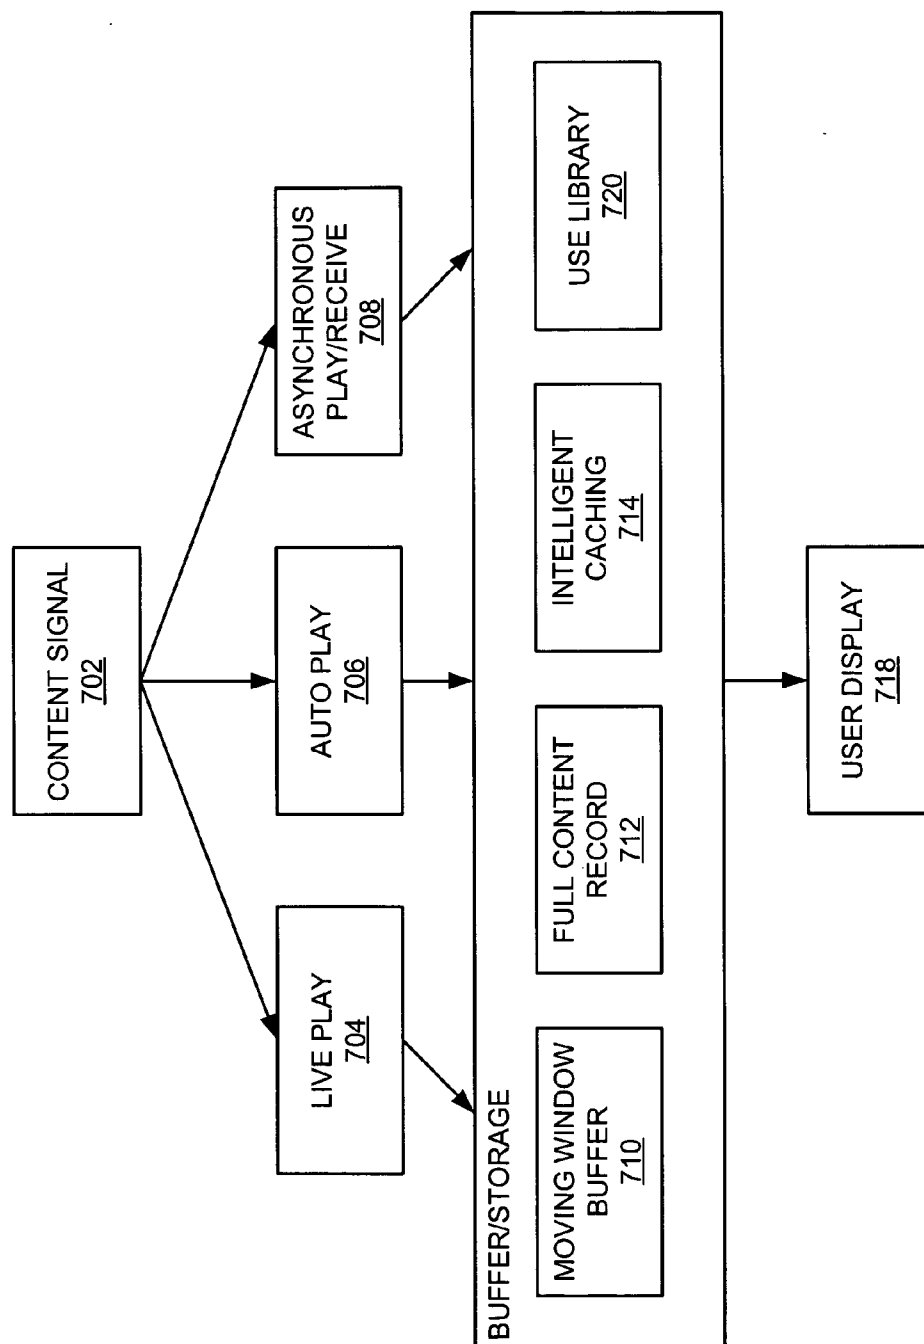 CONTENT SIGNAL
702
LIVE PLAY
704
AUTO PLAY
706
ASYNCHRONOUS
PLAY/RECEIVE
708
BUFFER/STORAGE
MOVING WINDOW
BUFFER
710
FULL CONTENT
RECORD
712
INTELLIGENT
CACHING
714
USE LIBRARY
720
USER DISPLAY
718